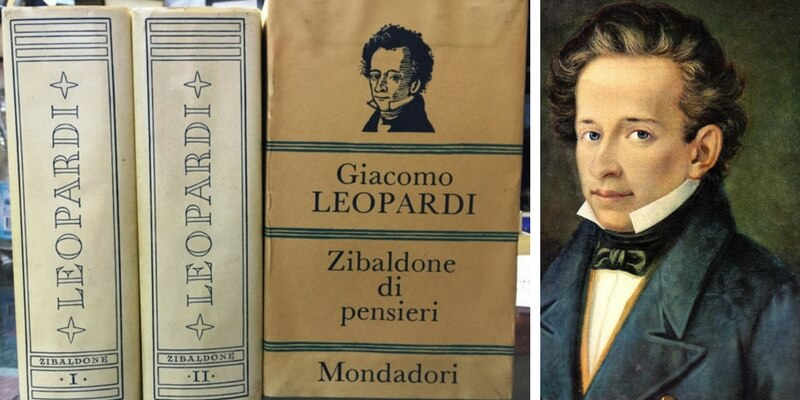 LEOPARDI
ZIBALDONE
·I·
LEOPARDI
ZIBALDONE
·II·
Giacomo
LEOPARDI
Zibaldone
di
pensieri
Mondadori